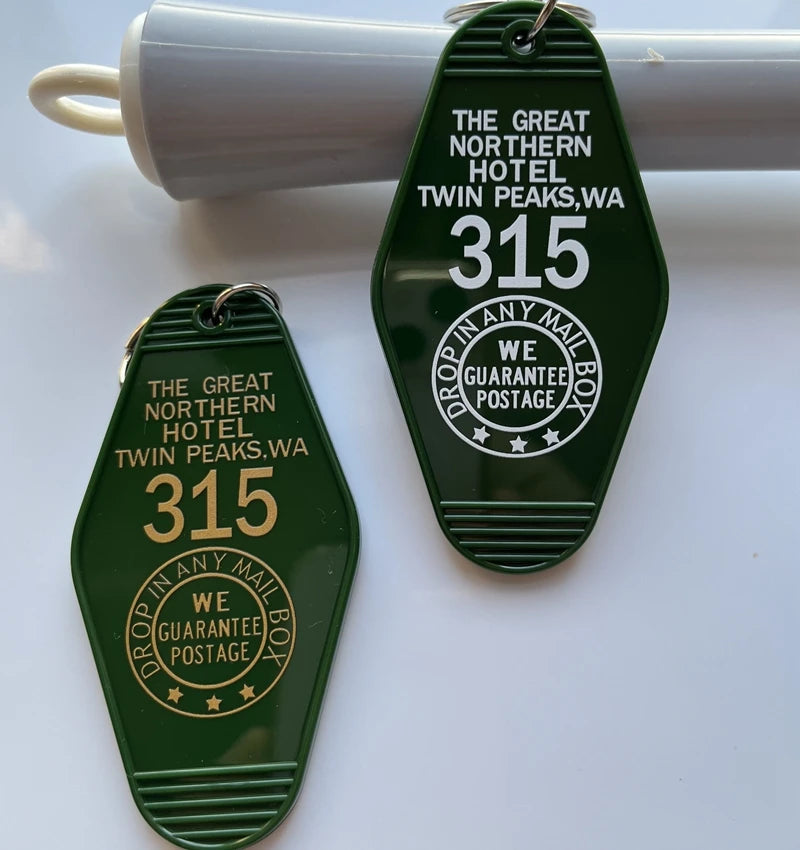 THE GREAT
NORTHERN
HOTEL
TWIN PEAKS,WA
315
DROP IN ANY MAIL BOX
WE
GUARANTEE
POSTAGE
THE GREAT
NORTHERN
HOTEL
TWIN PEAKS,WA
315
DROP IN ANY MAIL BOX
WE
GUARANTEE
POSTAGE